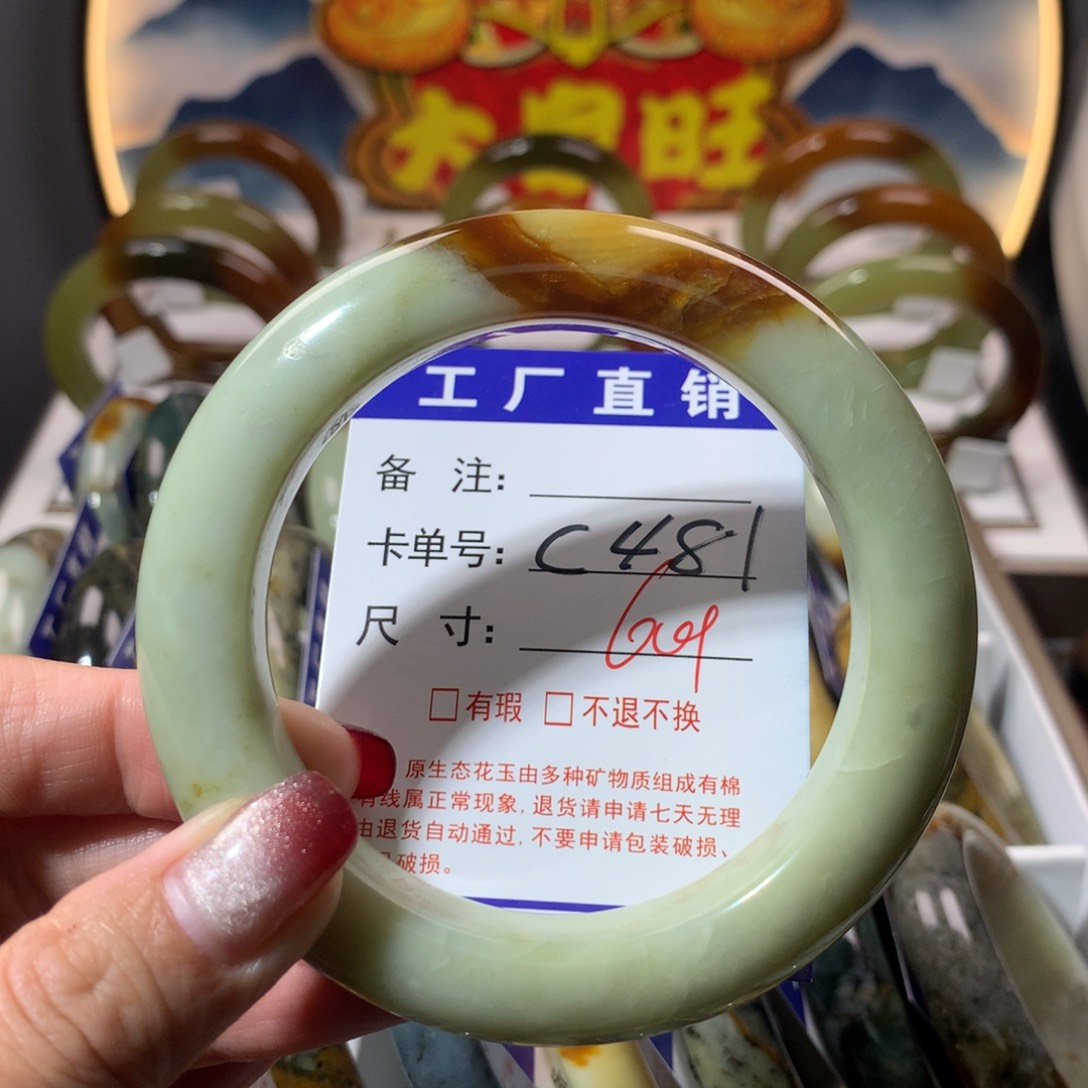 大皇旺
工厂直销
备 注:
卡单号: C481
尺 寸:
□有瑕 □不退不换
原生态花玉由多种矿物质组成有棉
有线属正常现象,退货请申请七天无理
由退货自动通过,不要申请包装破损、
破损。